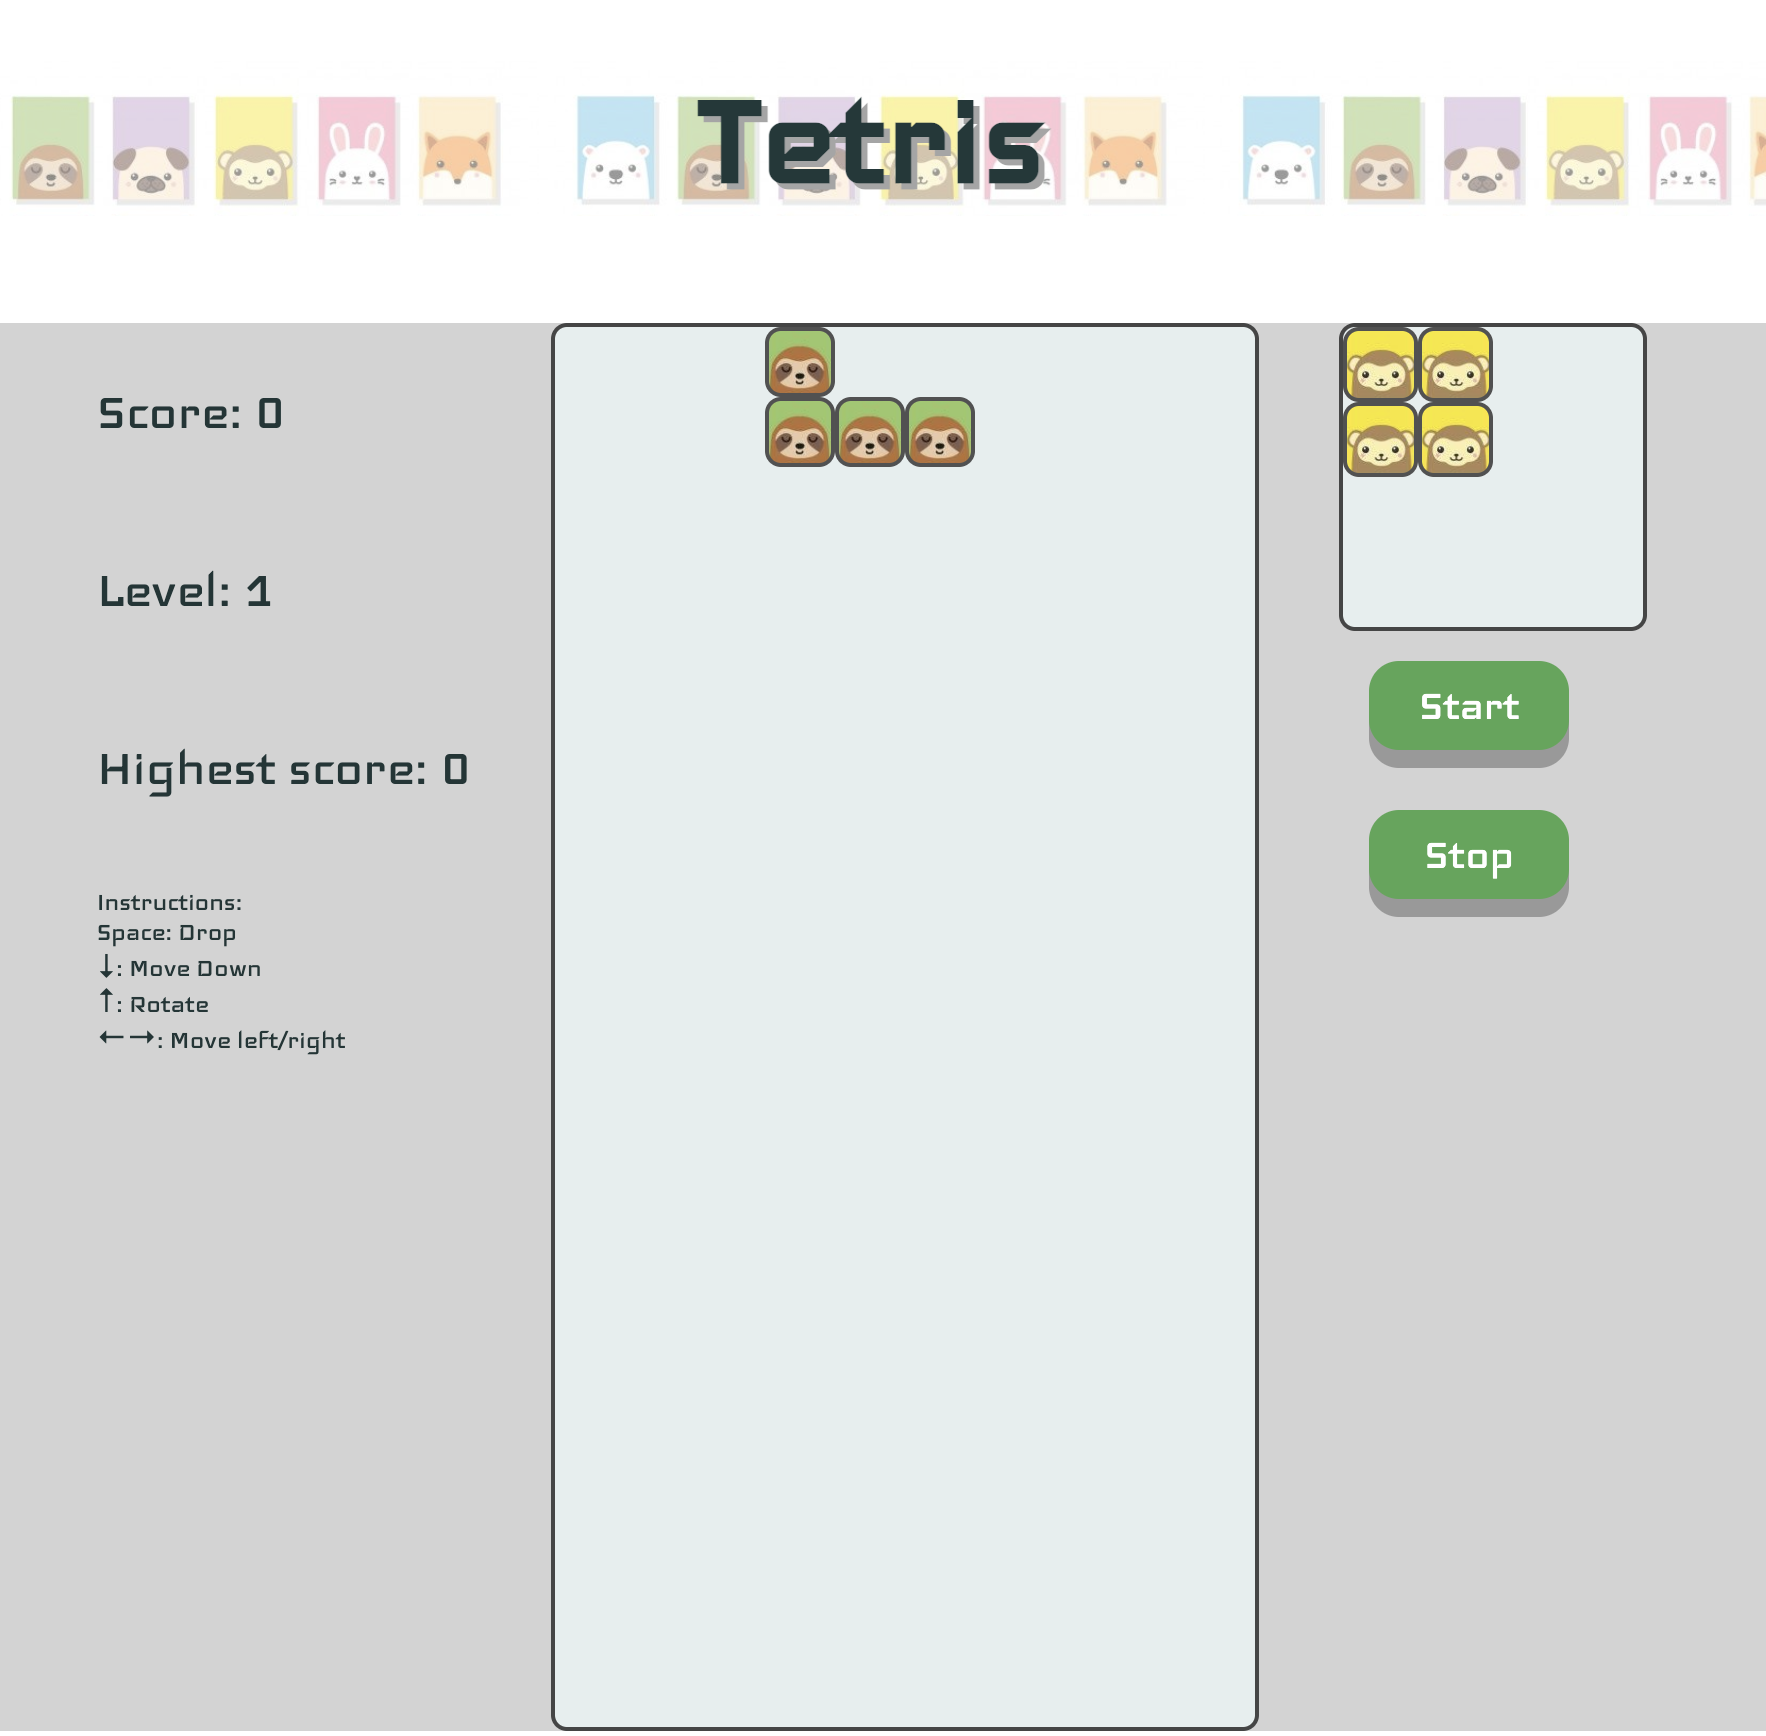 Tetris
Score: 0
Level: 1
Highest score: 0
Instructions:
Space: Drop
↓: Move Down
↑: Rotate
← →: Move left/right
Start
Stop